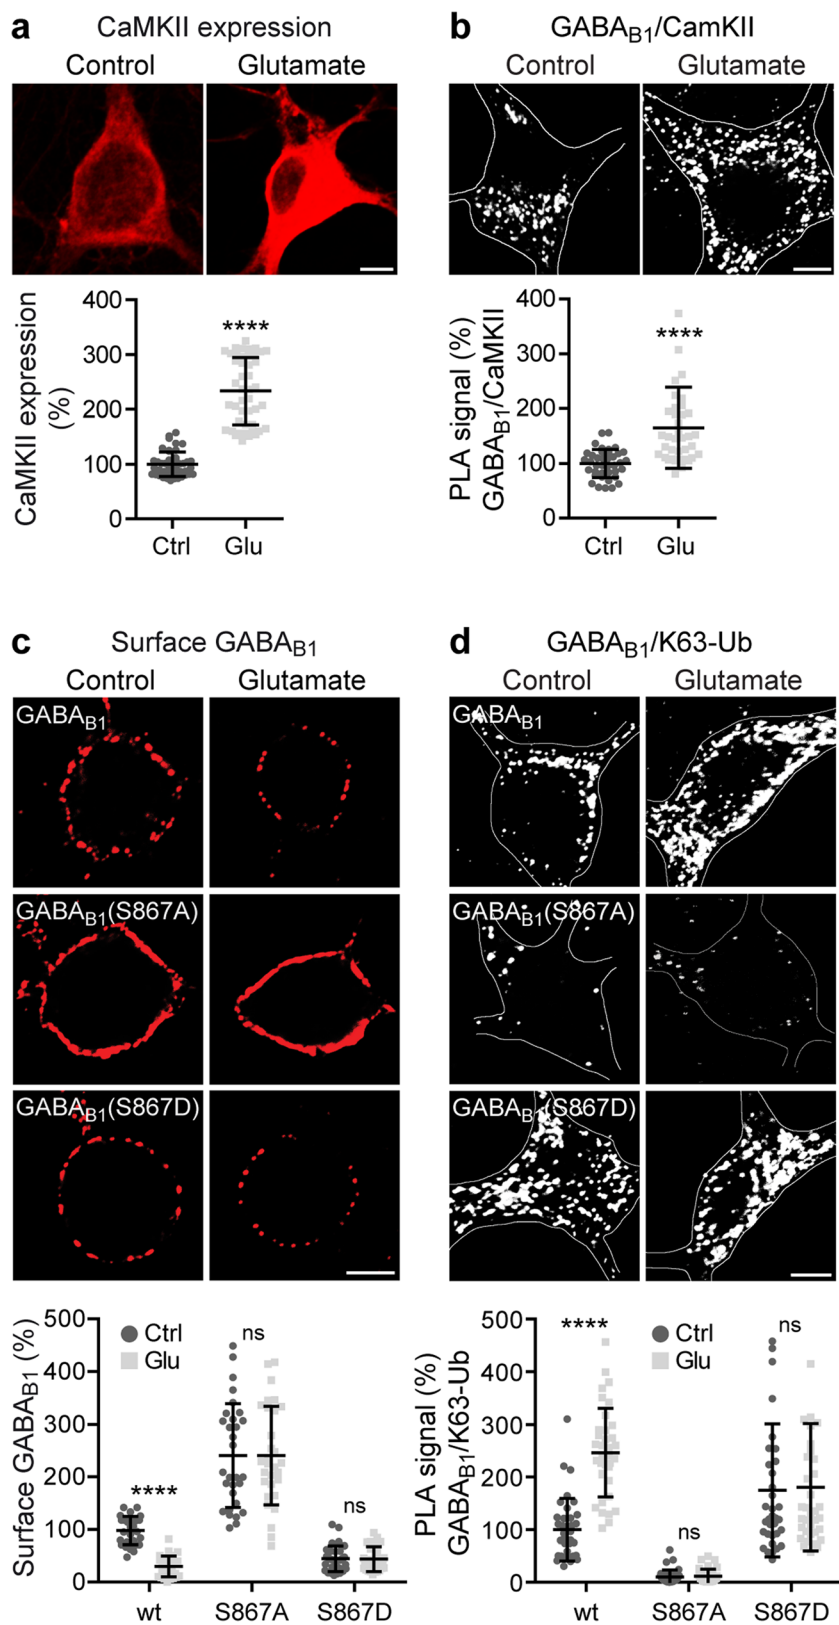 a CaMKII expression
Control Glutamate
CaMKII expression
(%)
400
300
200
100
0
****
Ctrl Glu
b GABAB1/CamKII
Control Glutamate
PLA signal (%)
GABAB1/CaMKII
400
300
200
100
0
****
Ctrl Glu
c Surface GABAB1
Control Glutamate
GABAB1
GABAB1(S867A)
GABAB1(S867D)
Surface GABAB1 (%)
500
400
300
200
100
0
Ctrl
Glu
****
ns
ns
wt S867A S867D
d GABAB1/K63-Ub
Control Glutamate
GABAB1
GABAB1(S867A)
GABAB1(S867D)
PLA signal (%)
GABAB1/K63-Ub
500
400
300
200
100
0
Ctrl
Glu
****
ns
ns
wt S867A S867D